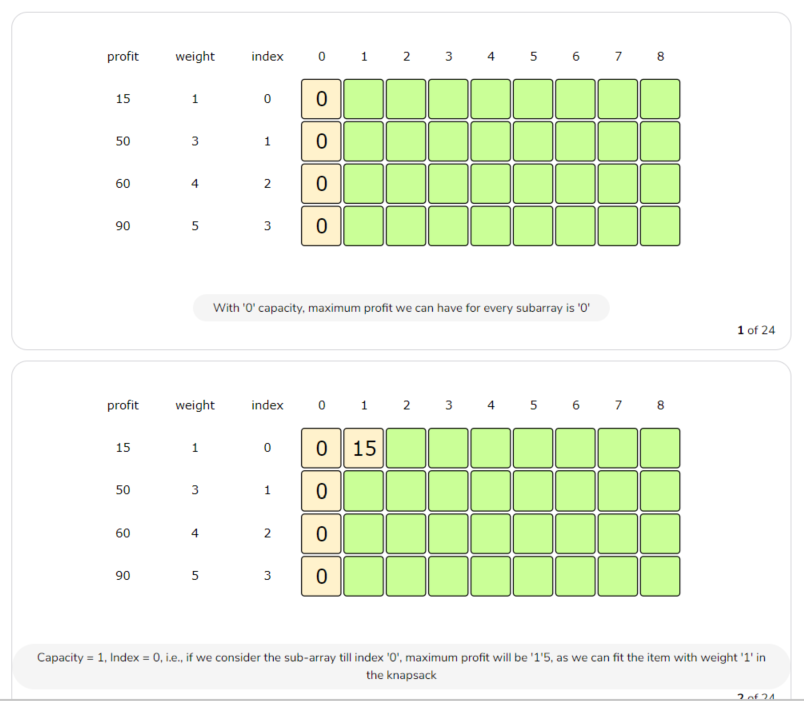 profit weight index 0 1 2 3 4 5 6 7 8
15 1 0 0
50 3 1 0
60 4 2 0
90 5 3 0
With '0' capacity, maximum profit we can have for every subarray is '0'
1 of 24
profit weight index 0 1 2 3 4 5 6 7 8
15 1 0 0 15
50 3 1 0
60 4 2 0
90 5 3 0
Capacity = 1, Index = 0, i.e., if we consider the sub-array till index '0', maximum profit will be '1'5, as we can fit the item with weight '1' in
the knapsack
2 of 24